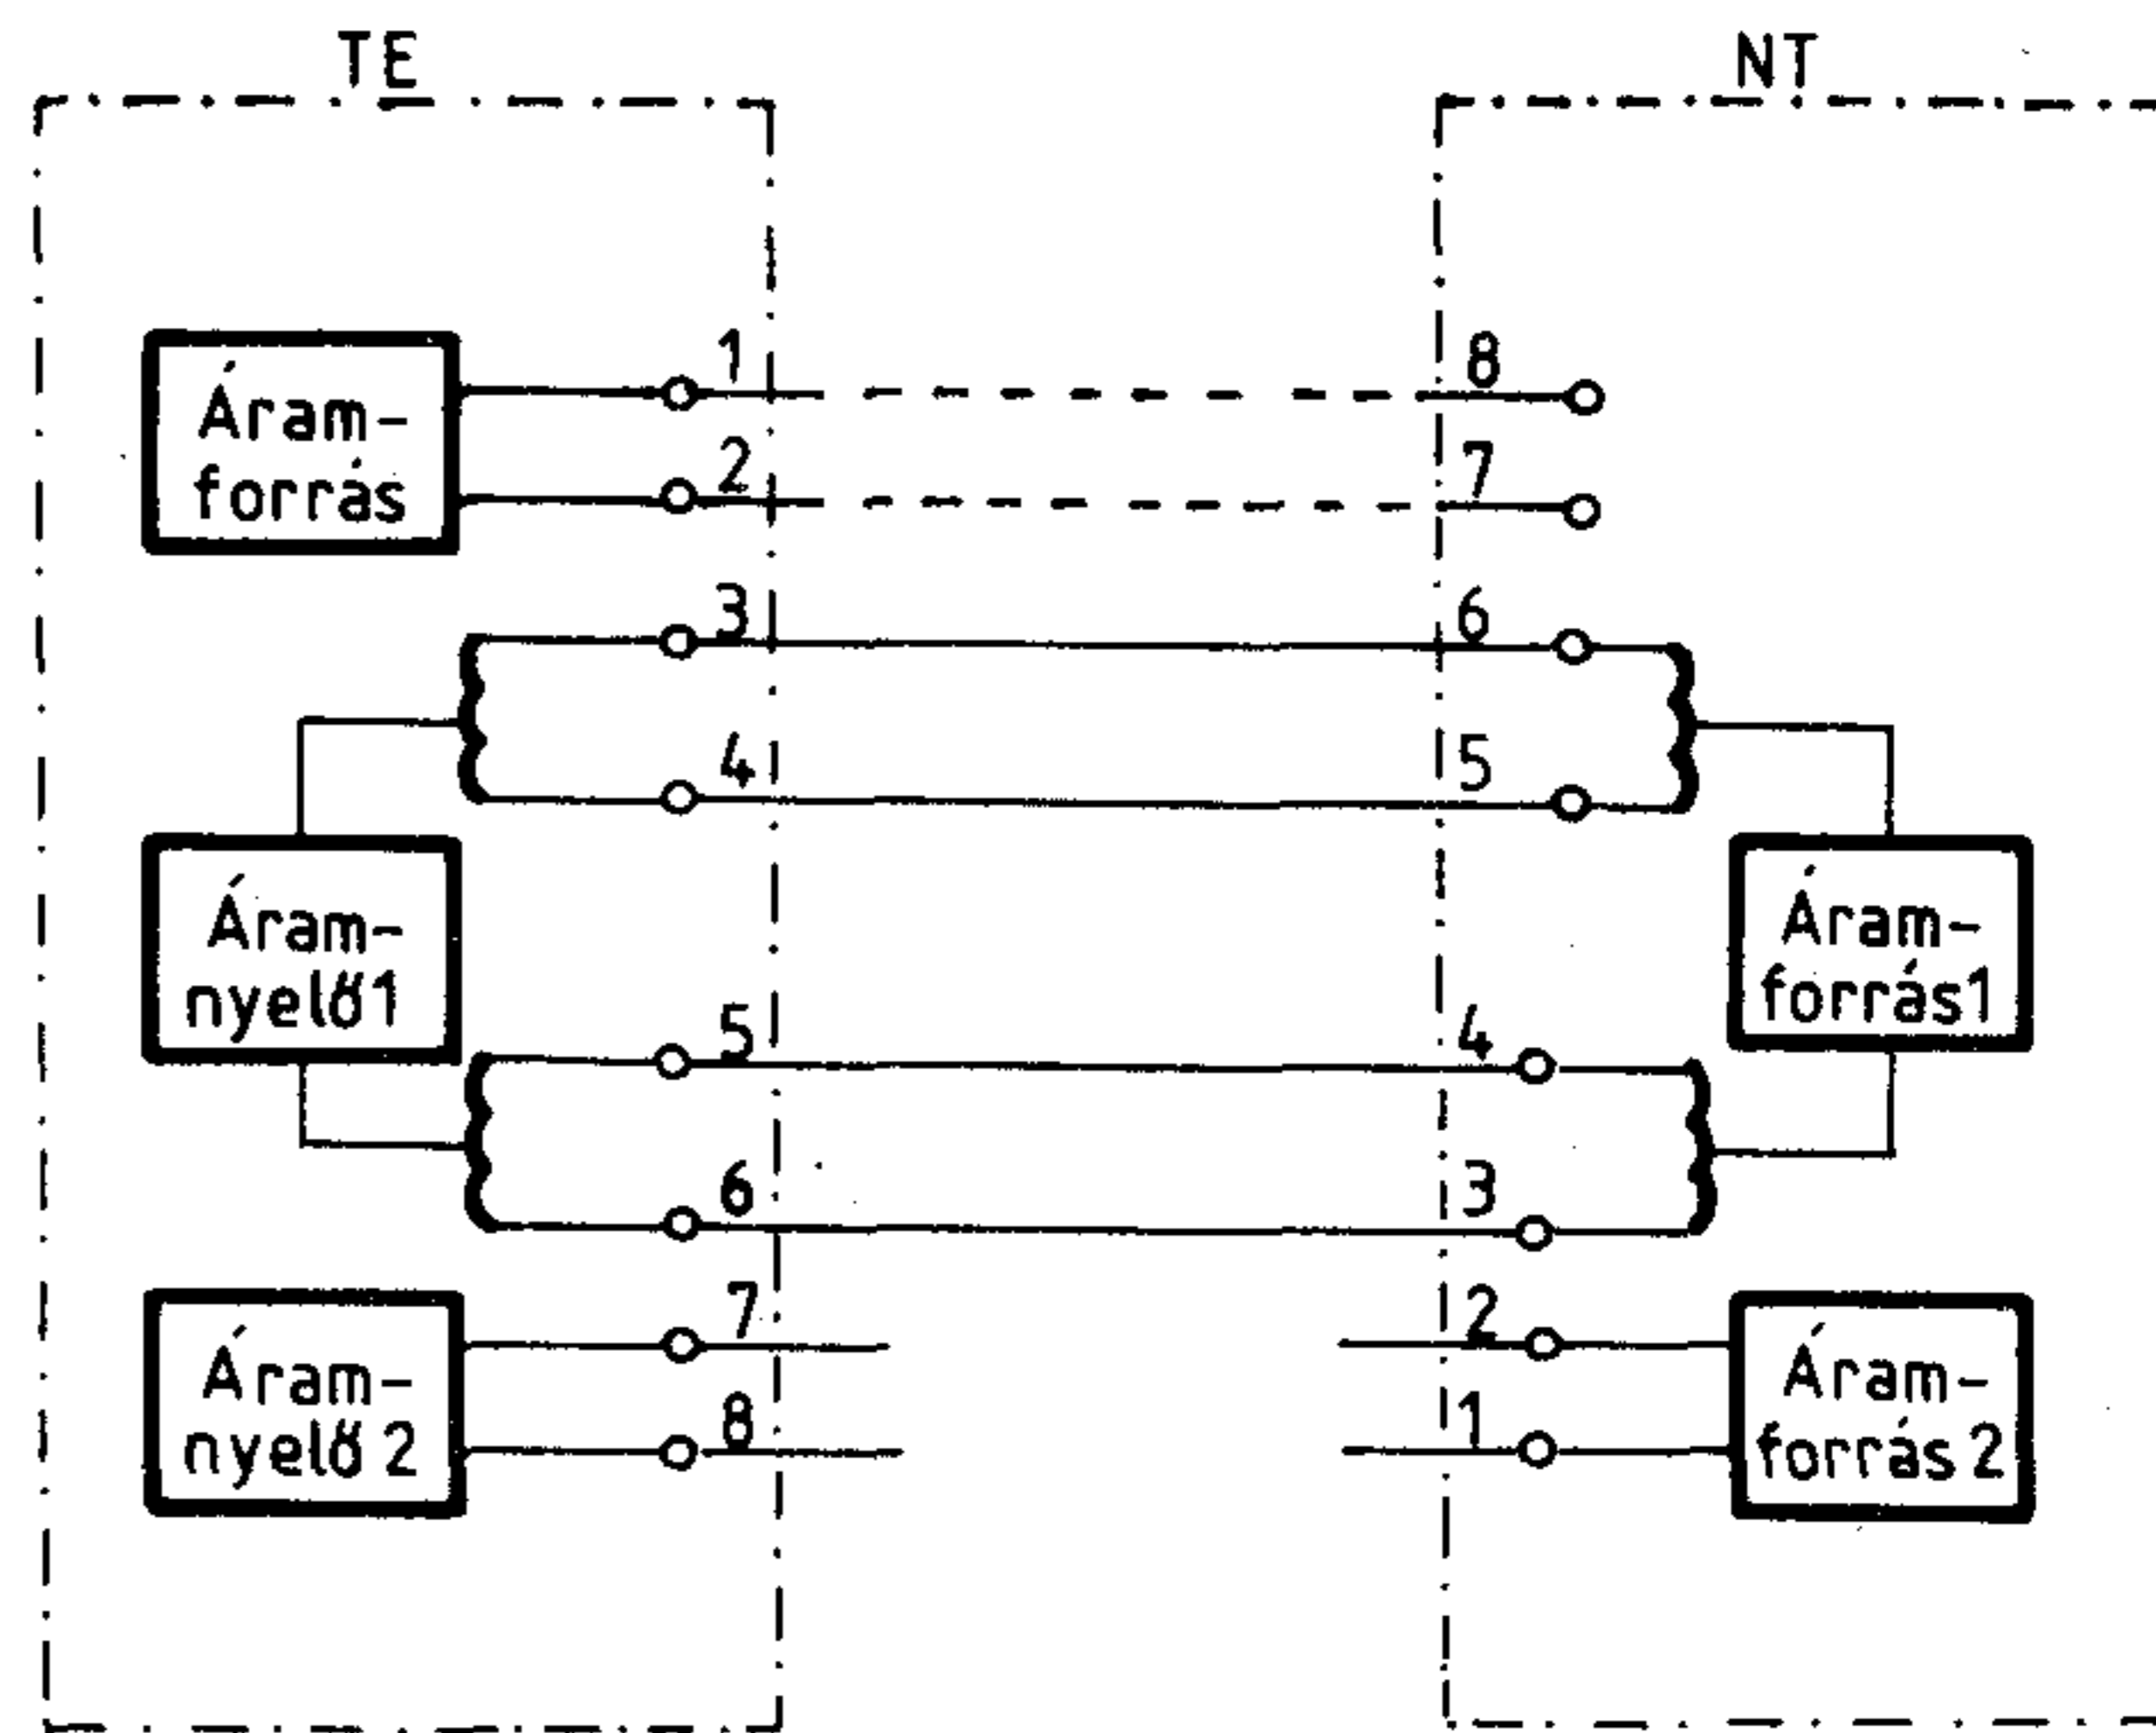 TE
NT
Áram-
forrás
1
2
8
7
3
4
6
5
Áram-
nyelő1
Áram-
forrás1
5
6
4
3
Áram-
nyelő 2
7
8
2
1
Áram-
forrás 2